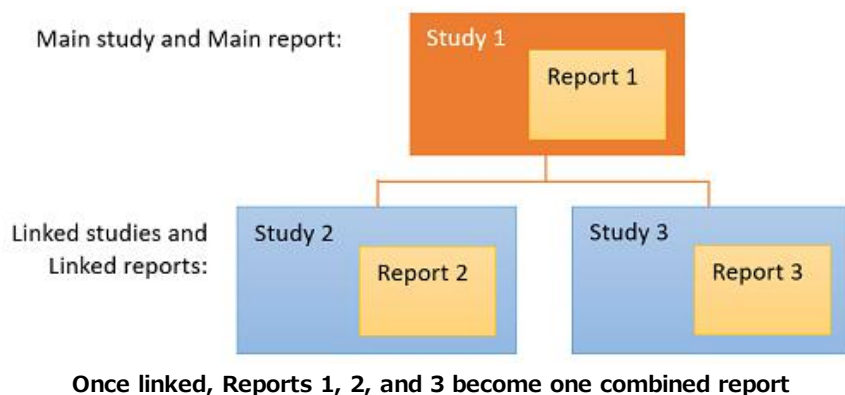 Main study and Main report:
Study 1
Report 1
Linked studies and
Linked reports:
Study 2
Report 2
Study 3
Report 3
Once linked, Reports 1, 2, and 3 become one combined report